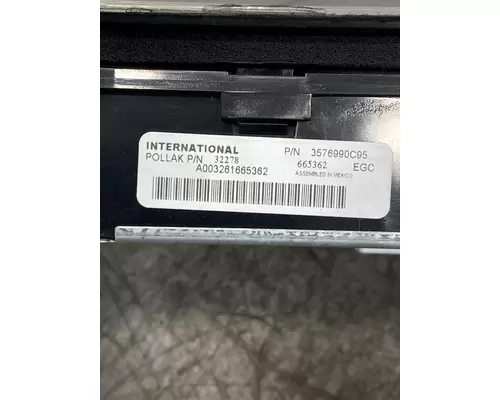 INTERNATIONAL P/N 3576990C95
POLLAK P/N 32278 665362 EGC
A003261665362 ASSEMBLED IN MEXICO